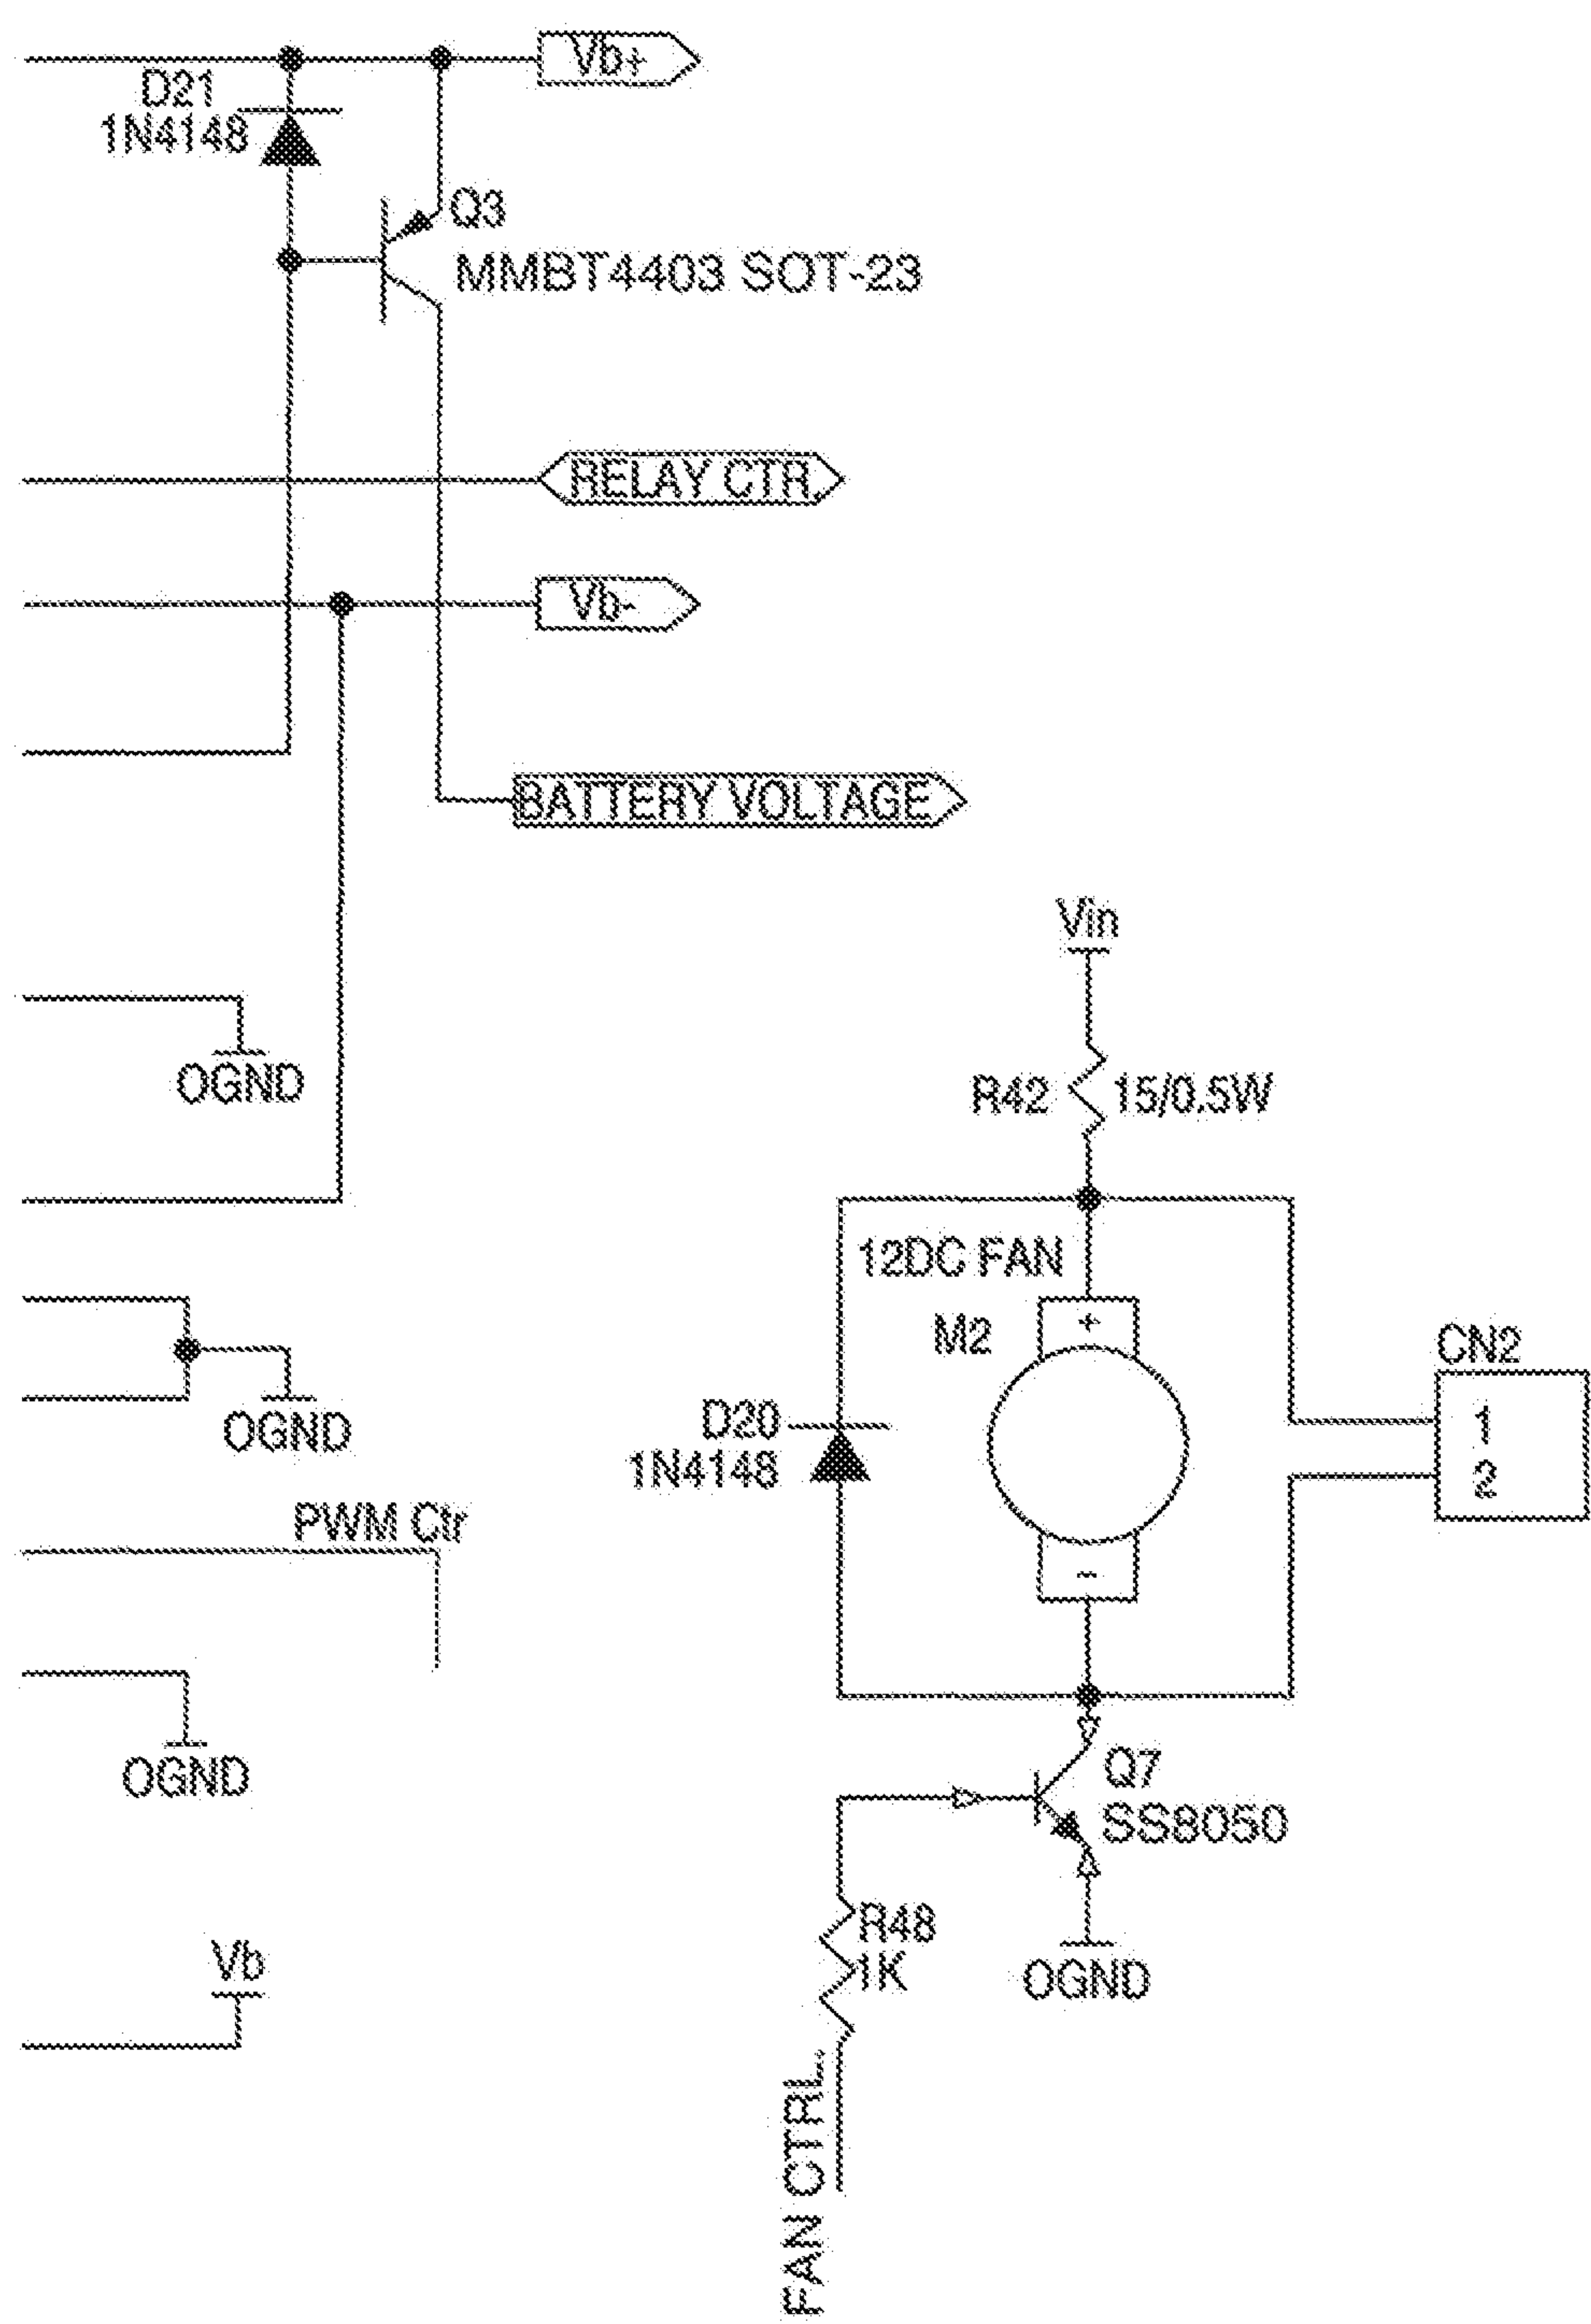 Vb+
D21
1N4148
Q3
MMBT4403 SOT-23
RELAY CTR
Vb-
BATTERY VOLTAGE
Vin
OGND
R42 15/0.5W
12DC FAN
M2
+
CN2
1
2
D20
1N4148
OGND
PWM Ctr
-
OGND
Q7
SS8050
R48
1K
Vb
OGND
FAN CTRL